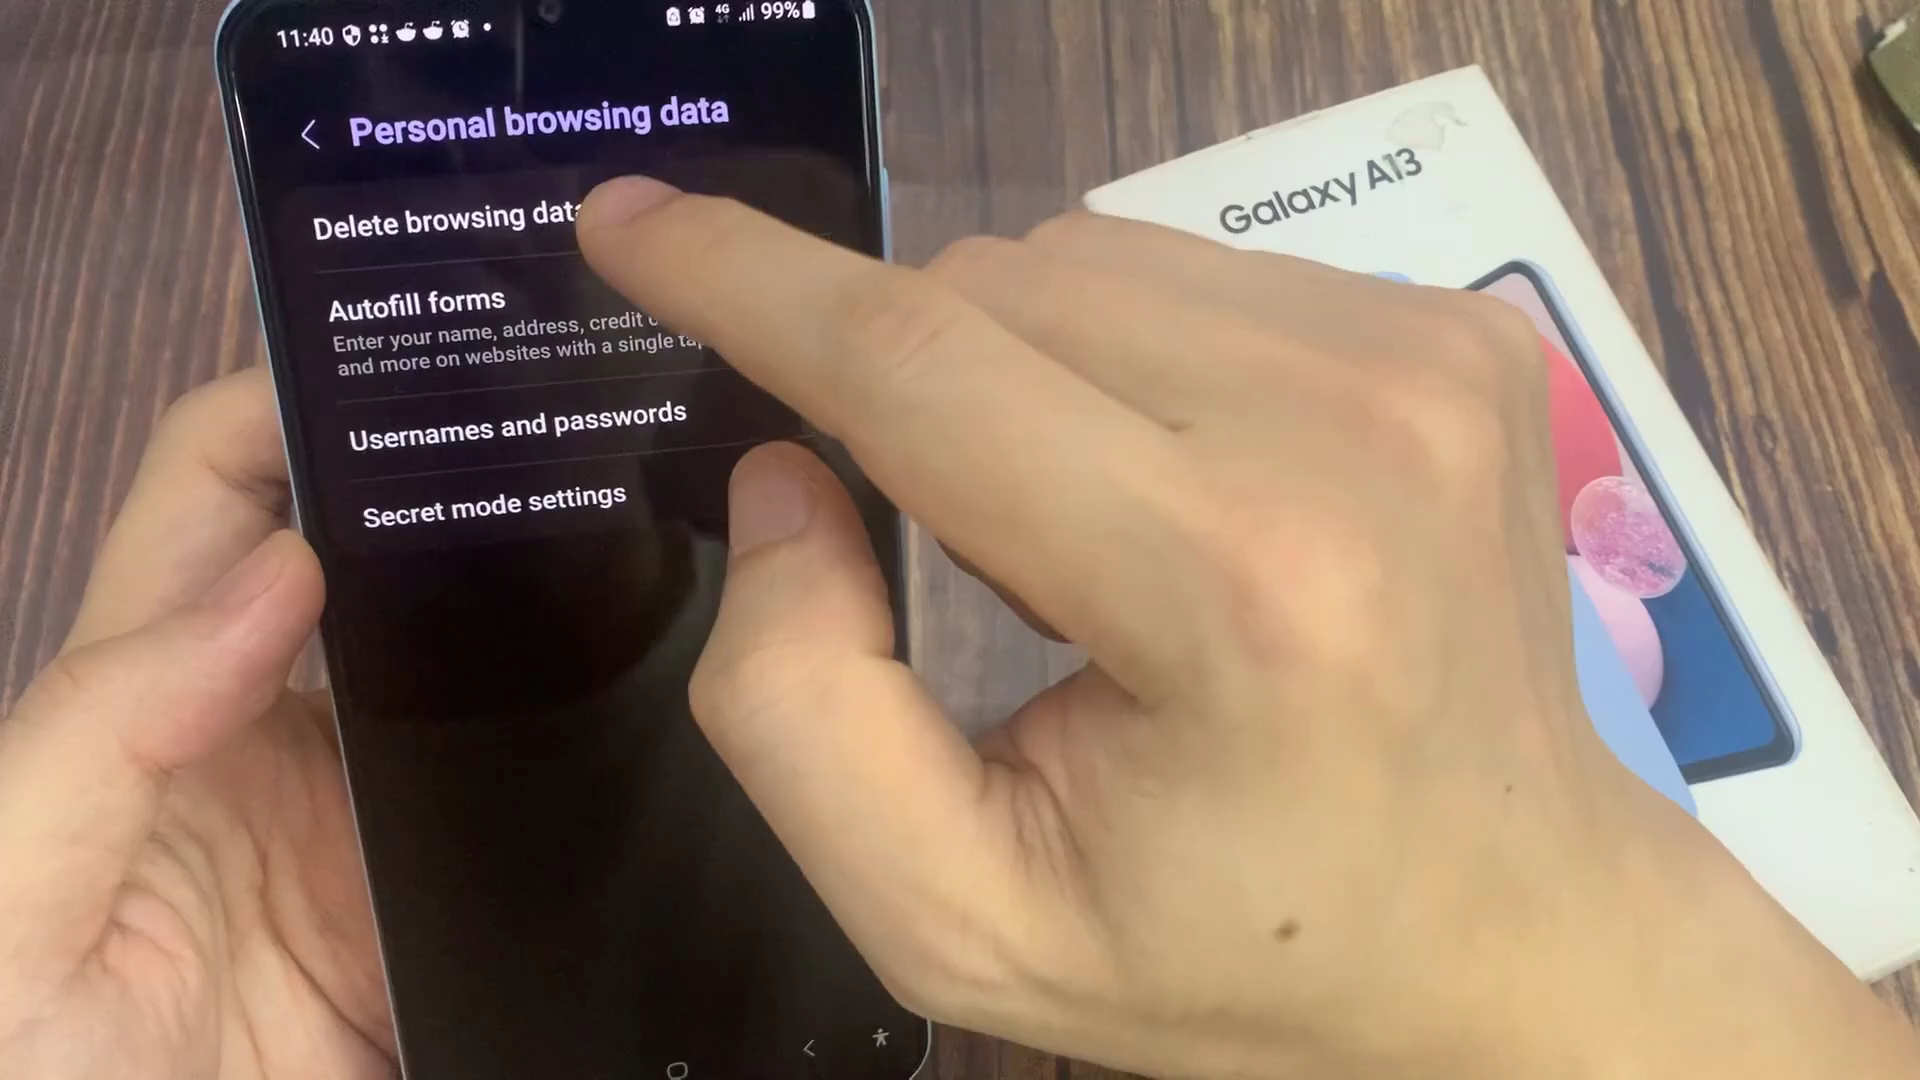 11:40
4G
99%
Personal browsing data
Delete browsing data
Autofill forms
Enter your name, address, credit
and more on websites with a single
Usernames and passwords
Secret mode settings
Galaxy A13